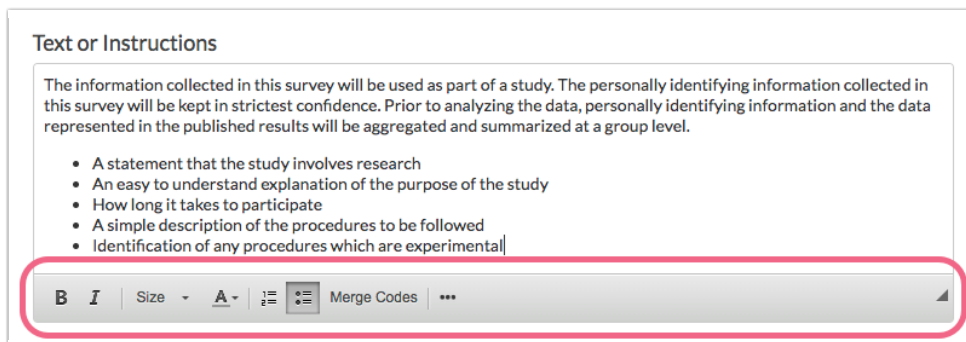 Text or Instructions
The information collected in this survey will be used as part of a study. The personally identifying information collected in
this survey will be kept in strictest confidence. Prior to analyzing the data, personally identifying information and the data
represented in the published results will be aggregated and summarized at a group level.
• A statement that the study involves research
• An easy to understand explanation of the purpose of the study
• How long it takes to participate
• A simple description of the procedures to be followed
• Identification of any procedures which are experimental
B I Size A Merge Codes •••